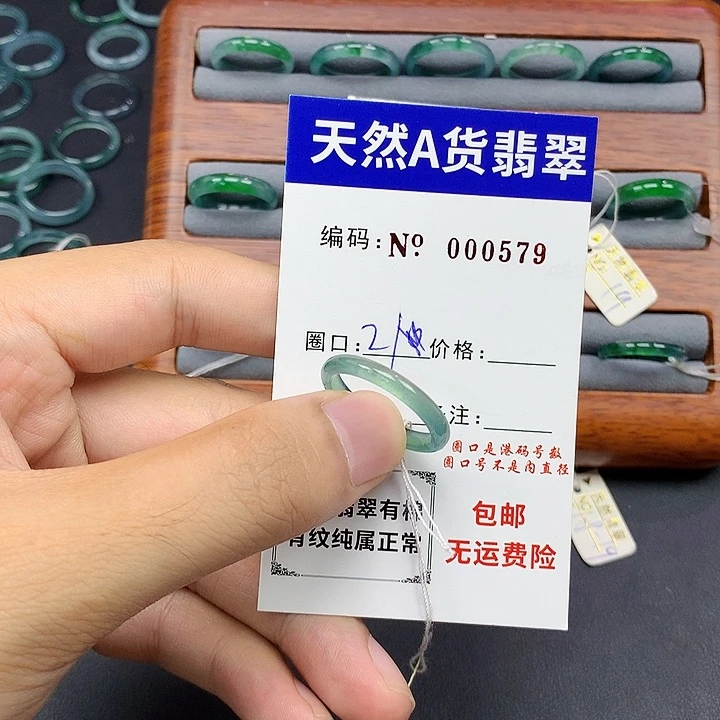 天然A货翡翠
编码: Nº 000579
圈口: 价格:
注:
圈口是港码号数
圈口号不是内直径
翡翠有棉
有纹纯属正常
包邮
无运费险